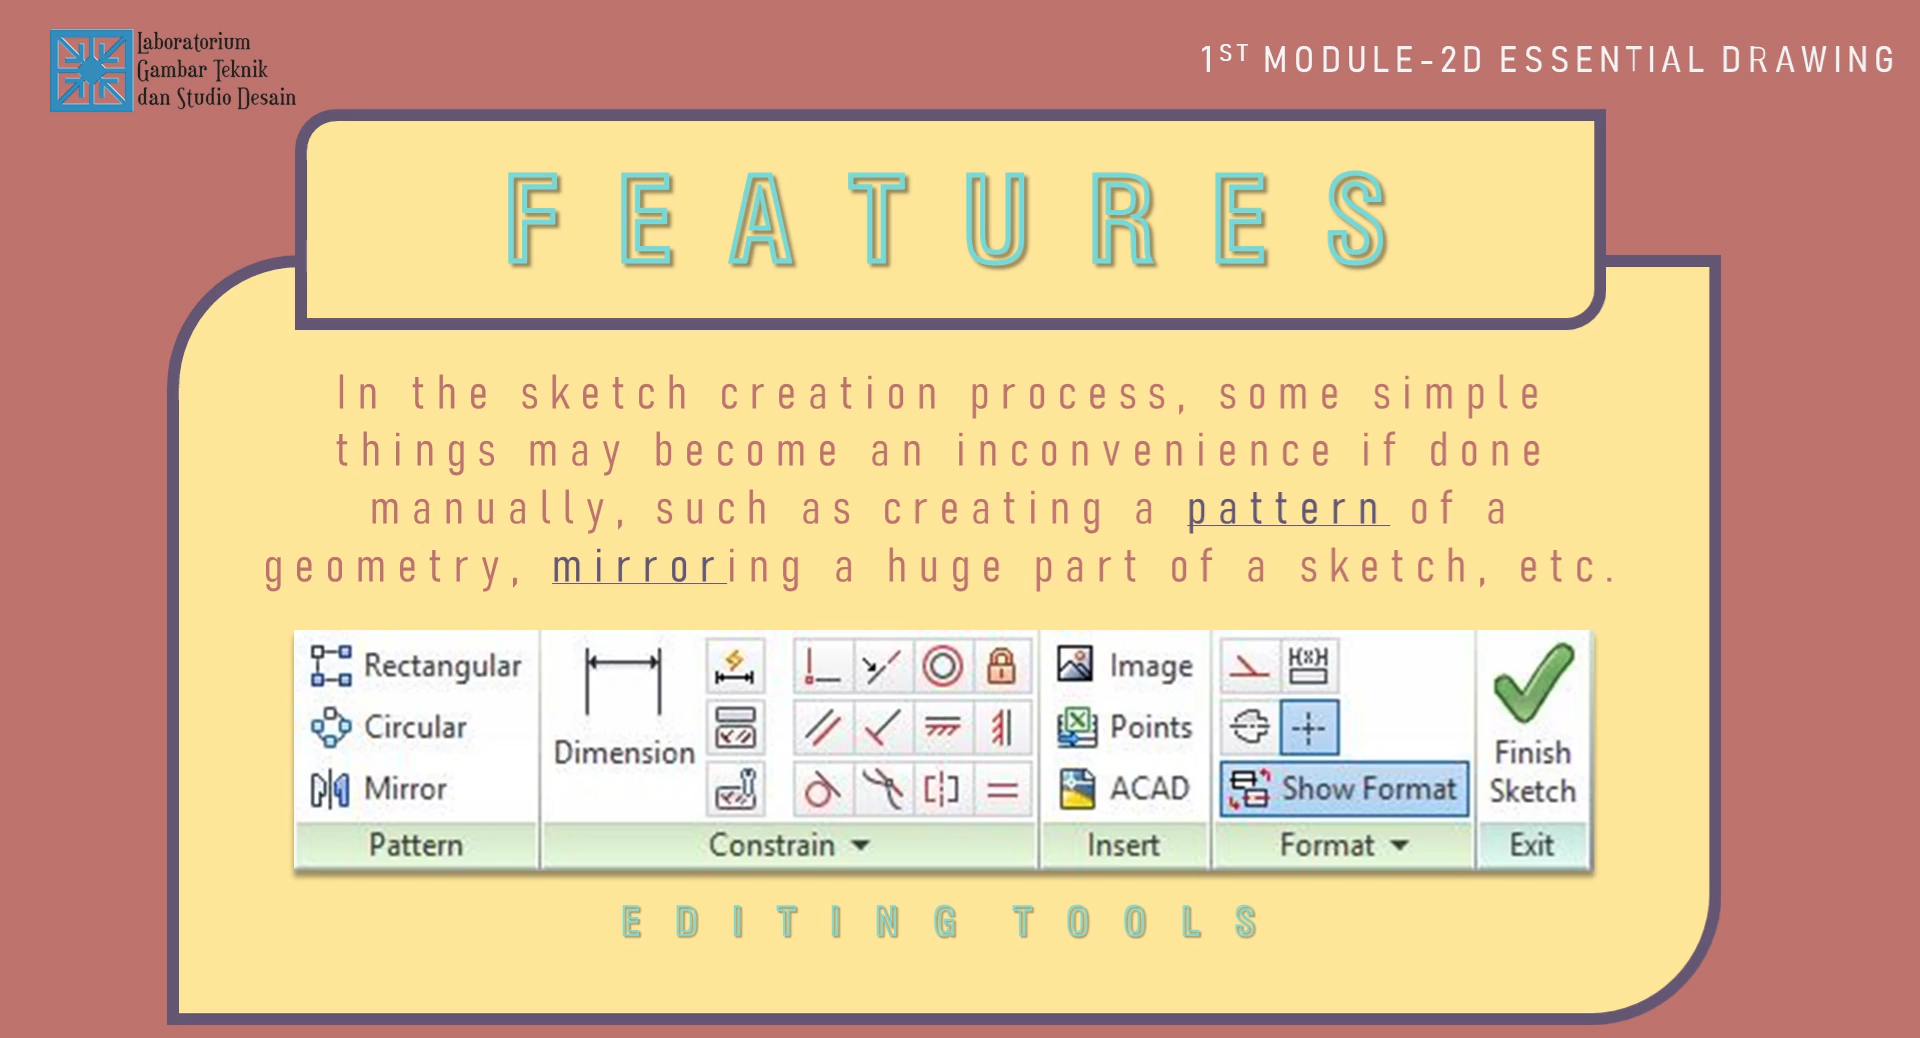 Laboratorium
Gambar Teknik
dan Studio Desain
1ST MODULE-2D ESSENTIAL DRAWING
FEATURES
In the sketch creation process, some simple
things may become an inconvenience if done
manually, such as creating a pattern of a
geometry, mirroring a huge part of a sketch, etc.
Rectangular
Circular
Mirror
Pattern
Dimension
Constrain
Image
Points
ACAD
Insert
H(x)H
Show Format
Format
Finish
Sketch
Exit
EDITING TOOLS